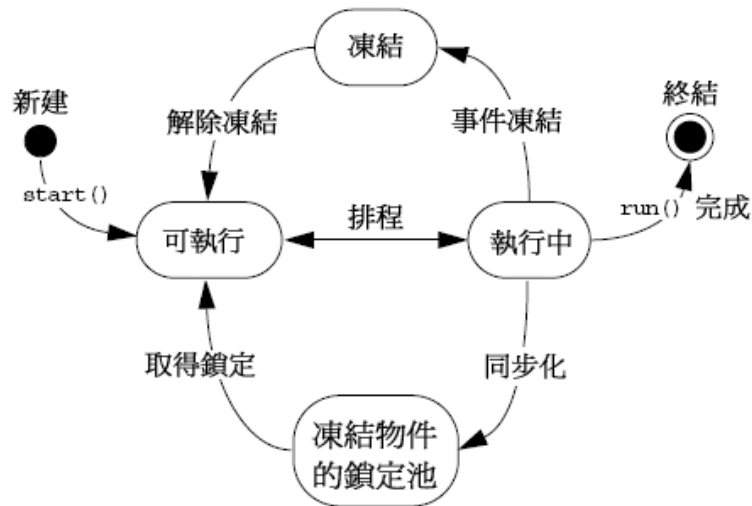 凍結
新建
終結
解除凍結
事件凍結
start()
可執行
排程
執行中
run() 完成
取得鎖定
同步化
凍結物件
的鎖定池